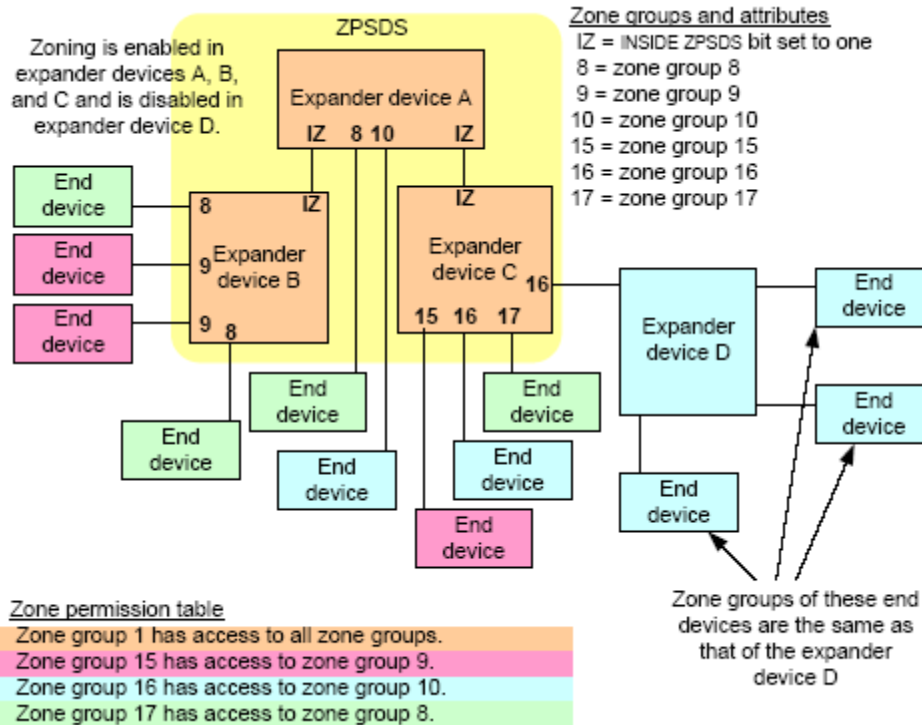 ZPSDS
Zoning is enabled in
expander devices A, B,
and C and is disabled in
expander device D.
Zone groups and attributes
IZ = INSIDE ZPSDS bit set to one
8 = zone group 8
9 = zone group 9
10 = zone group 10
15 = zone group 15
16 = zone group 16
17 = zone group 17
Expander device A
IZ 8 10 IZ
End
device
8
IZ
End
device
9
Expander
device B
End
device
9
8
IZ
Expander
device C
16
15 16 17
Expander
device D
End
device
End
device
End
device
End
device
End
device
End
device
End
device
End
device
End
device
End
device
Zone groups of these end
devices are the same as
that of the expander
device D
Zone permission table
Zone group 1 has access to all zone groups.
Zone group 15 has access to zone group 9.
Zone group 16 has access to zone group 10.
Zone group 17 has access to zone group 8.